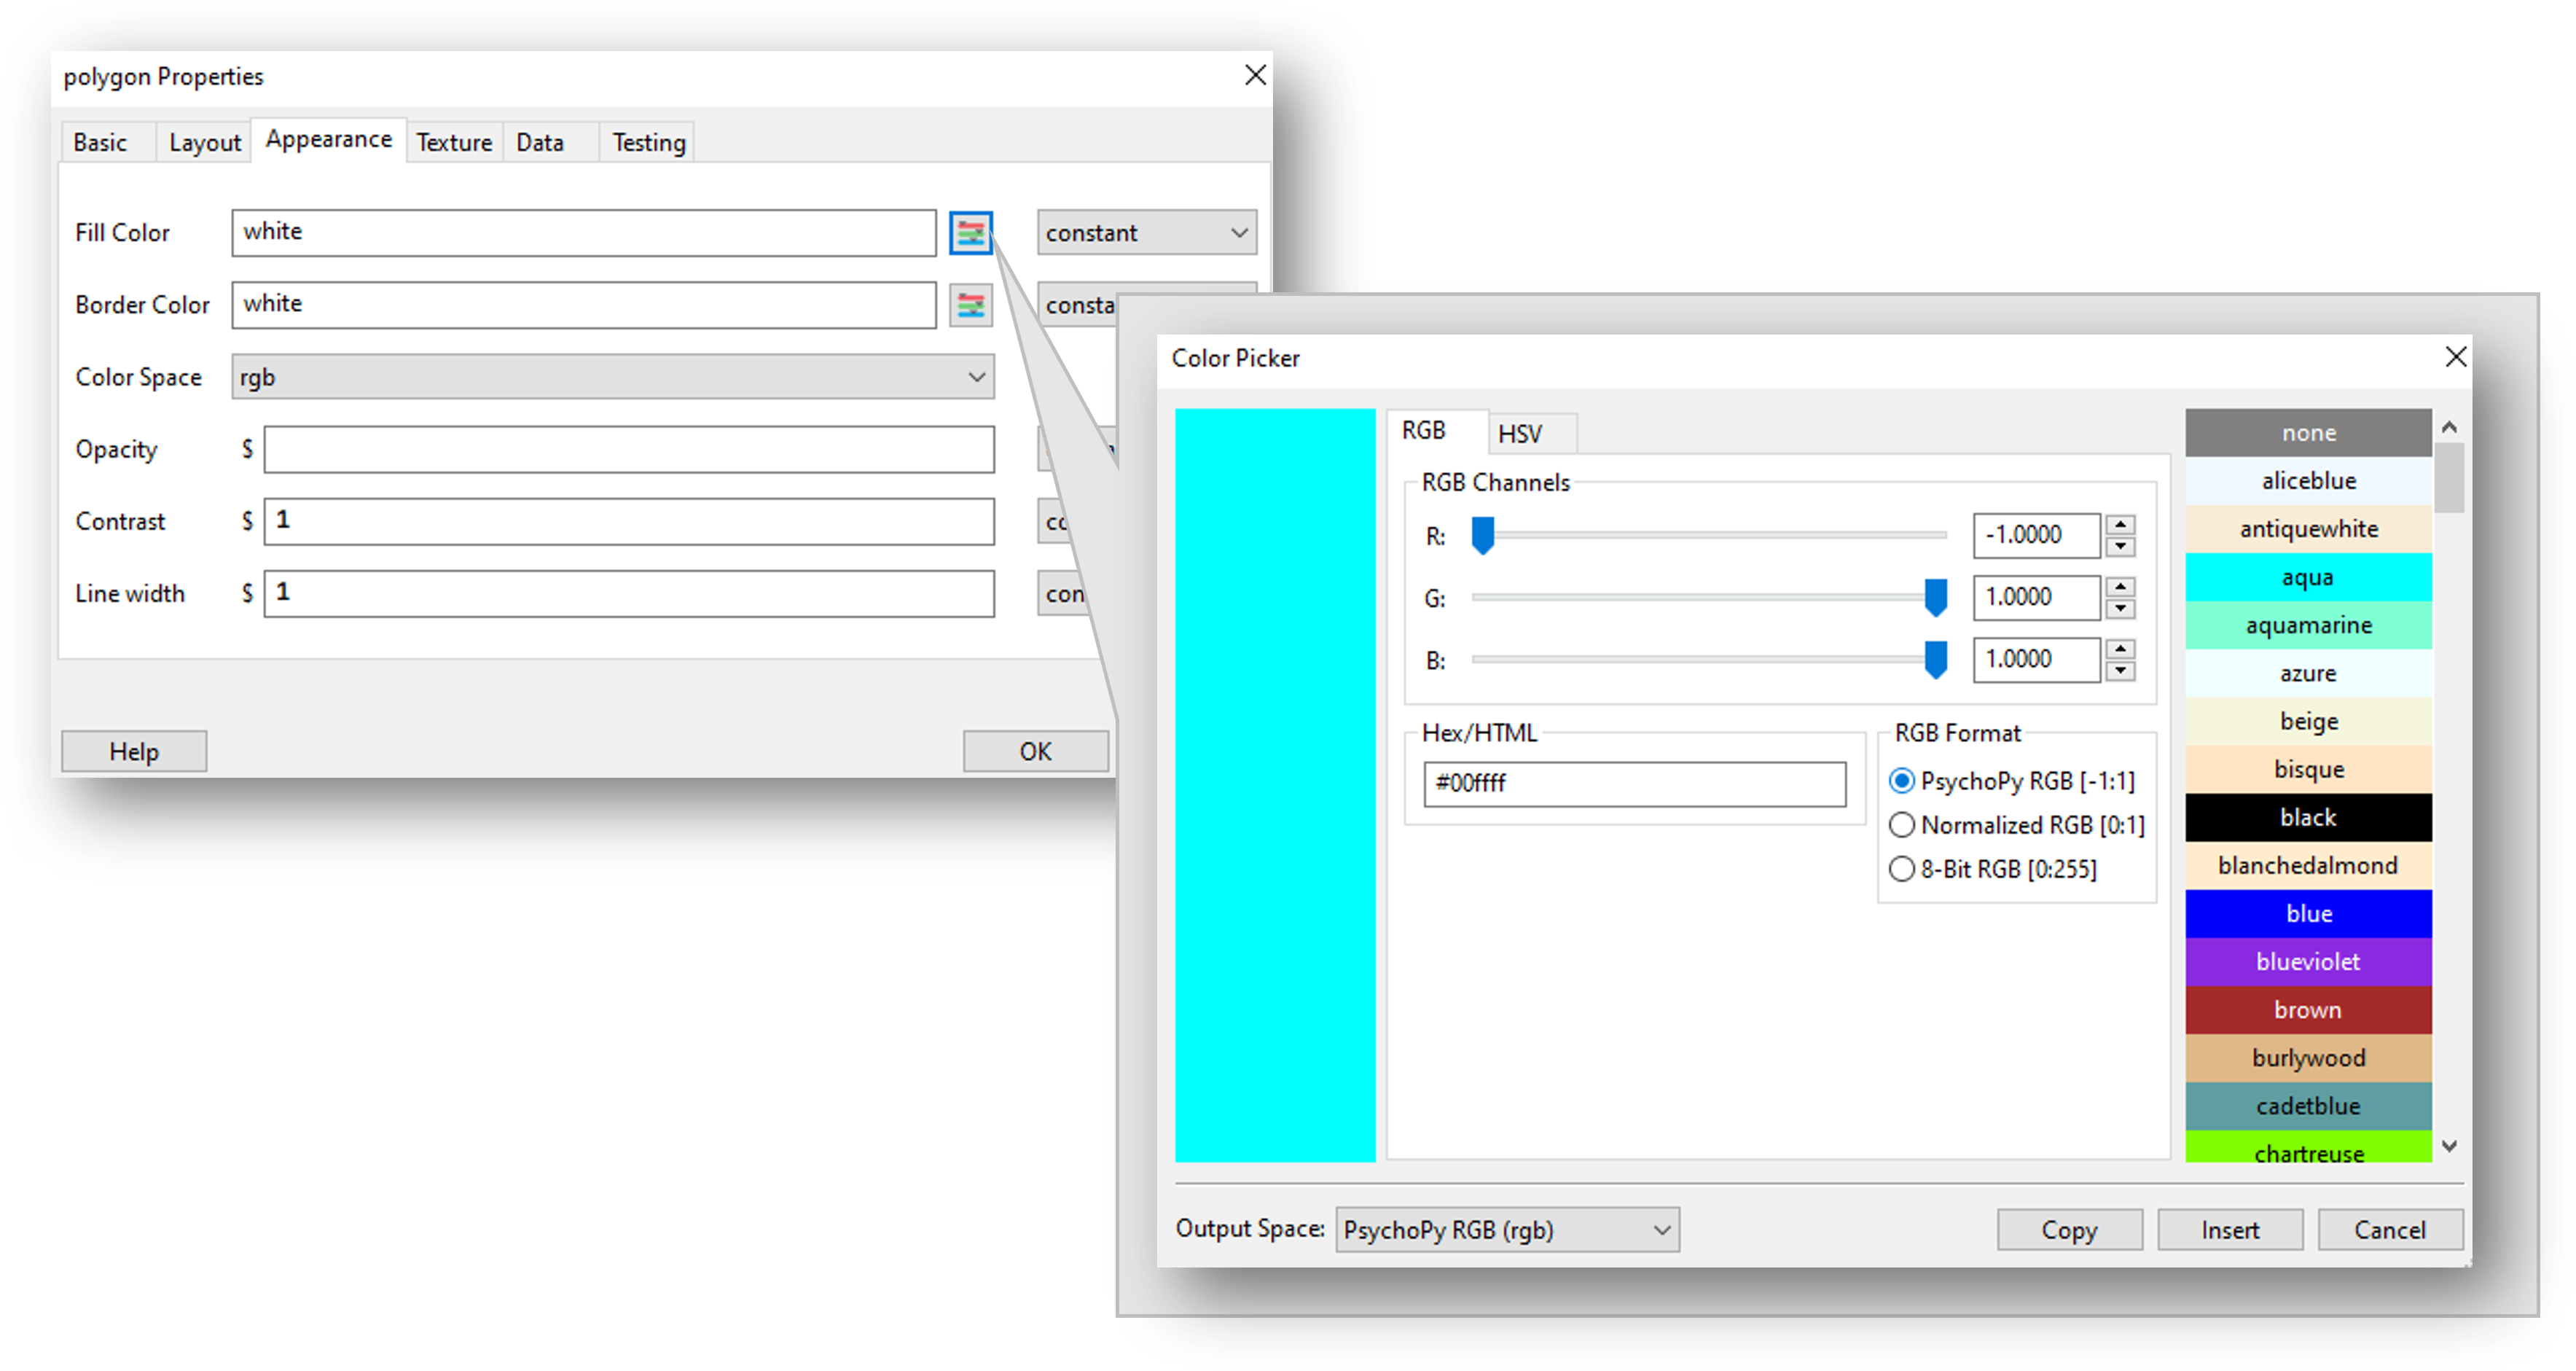 polygon Properties
Basic Layout Appearance Texture Data Testing
Fill Color white constant
Border Color white consta
Color Space rgb
Opacity $
Contrast $ 1
Line width $ 1 con
Help OK
Color Picker
RGB HSV
RGB Channels
R: -1.0000
G: 1.0000
B: 1.0000
Hex/HTML
#00ffff
RGB Format
PsychoPy RGB [-1:1]
Normalized RGB [0:1]
8-Bit RGB [0:255]
none
aliceblue
antiquewhite
aqua
aquamarine
azure
beige
bisque
black
blanchedalmond
blue
blueviolet
brown
burlywood
cadetblue
chartreuse
Output Space: PsychoPy RGB (rgb) Copy Insert Cancel